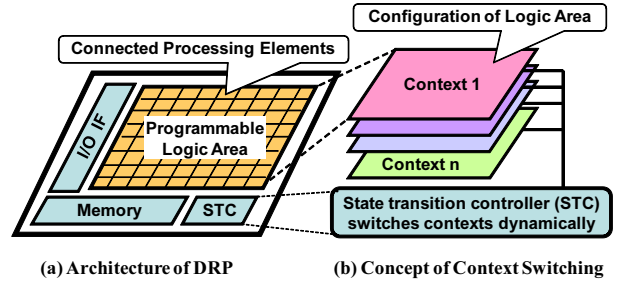 Connected Processing Elements
Configuration of Logic Area
I/O IF
Programmable
Logic Area
Memory
STC
Context 1
Context n
State transition controller (STC)
switches contexts dynamically
(a) Architecture of DRP
(b) Concept of Context Switching